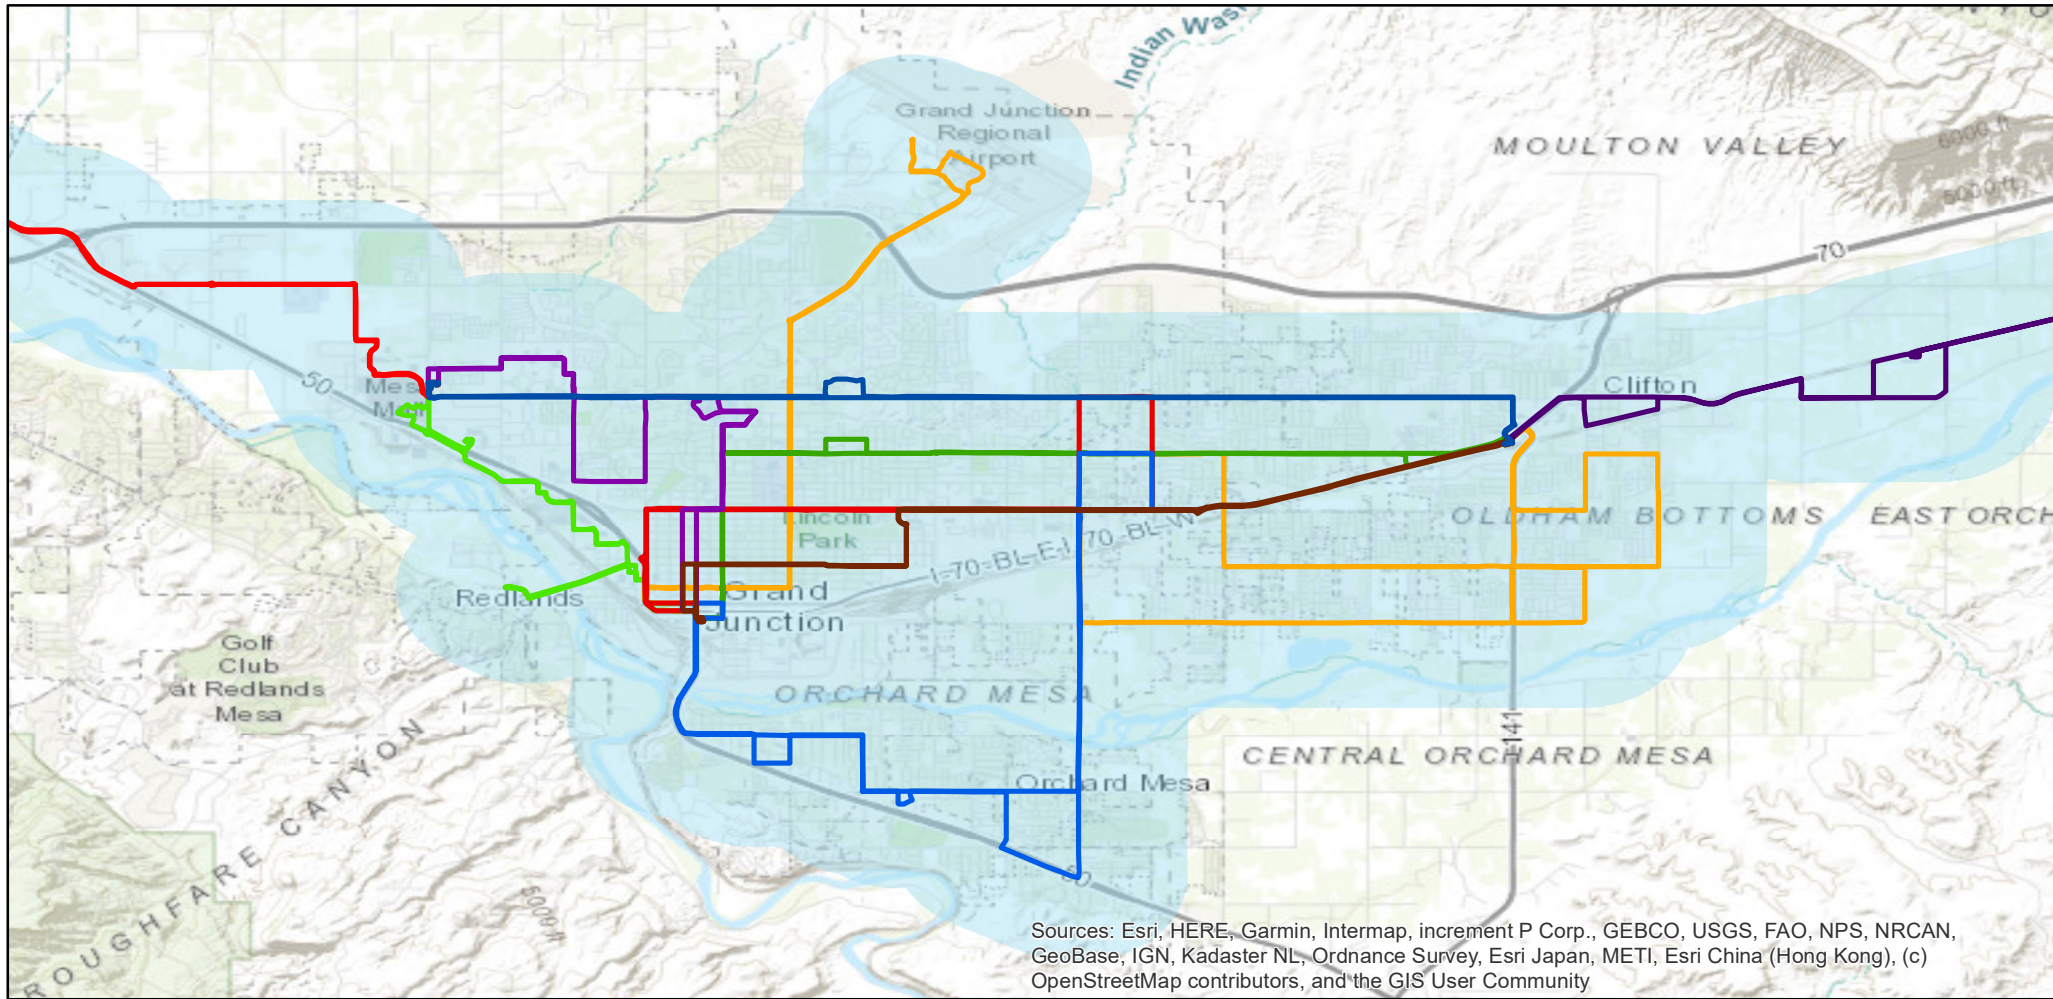 Indian Wash
Grand Junction
Regional
Airport
MOULTON VALLEY
6000 ft
5000 ft
70
50
Mesa
Mall
Clifton
OLDHAM BOTTOMS
EAST ORCH
Lincoln
Park
I-70-BL-E-I 70-BL-W
Redlands
Grand
Junction
Golf
Club
at Redlands
Mesa
ORCHARD MESA
141
CENTRAL ORCHARD MESA
Orchard Mesa
ROUGHFARE CANYON
5000 ft
50
Sources: Esri, HERE, Garmin, Intermap, increment P Corp., GEBCO, USGS, FAO, NPS, NRCAN,
GeoBase, IGN, Kadaster NL, Ordnance Survey, Esri Japan, METI, Esri China (Hong Kong), (c)
OpenStreetMap contributors, and the GIS User Community